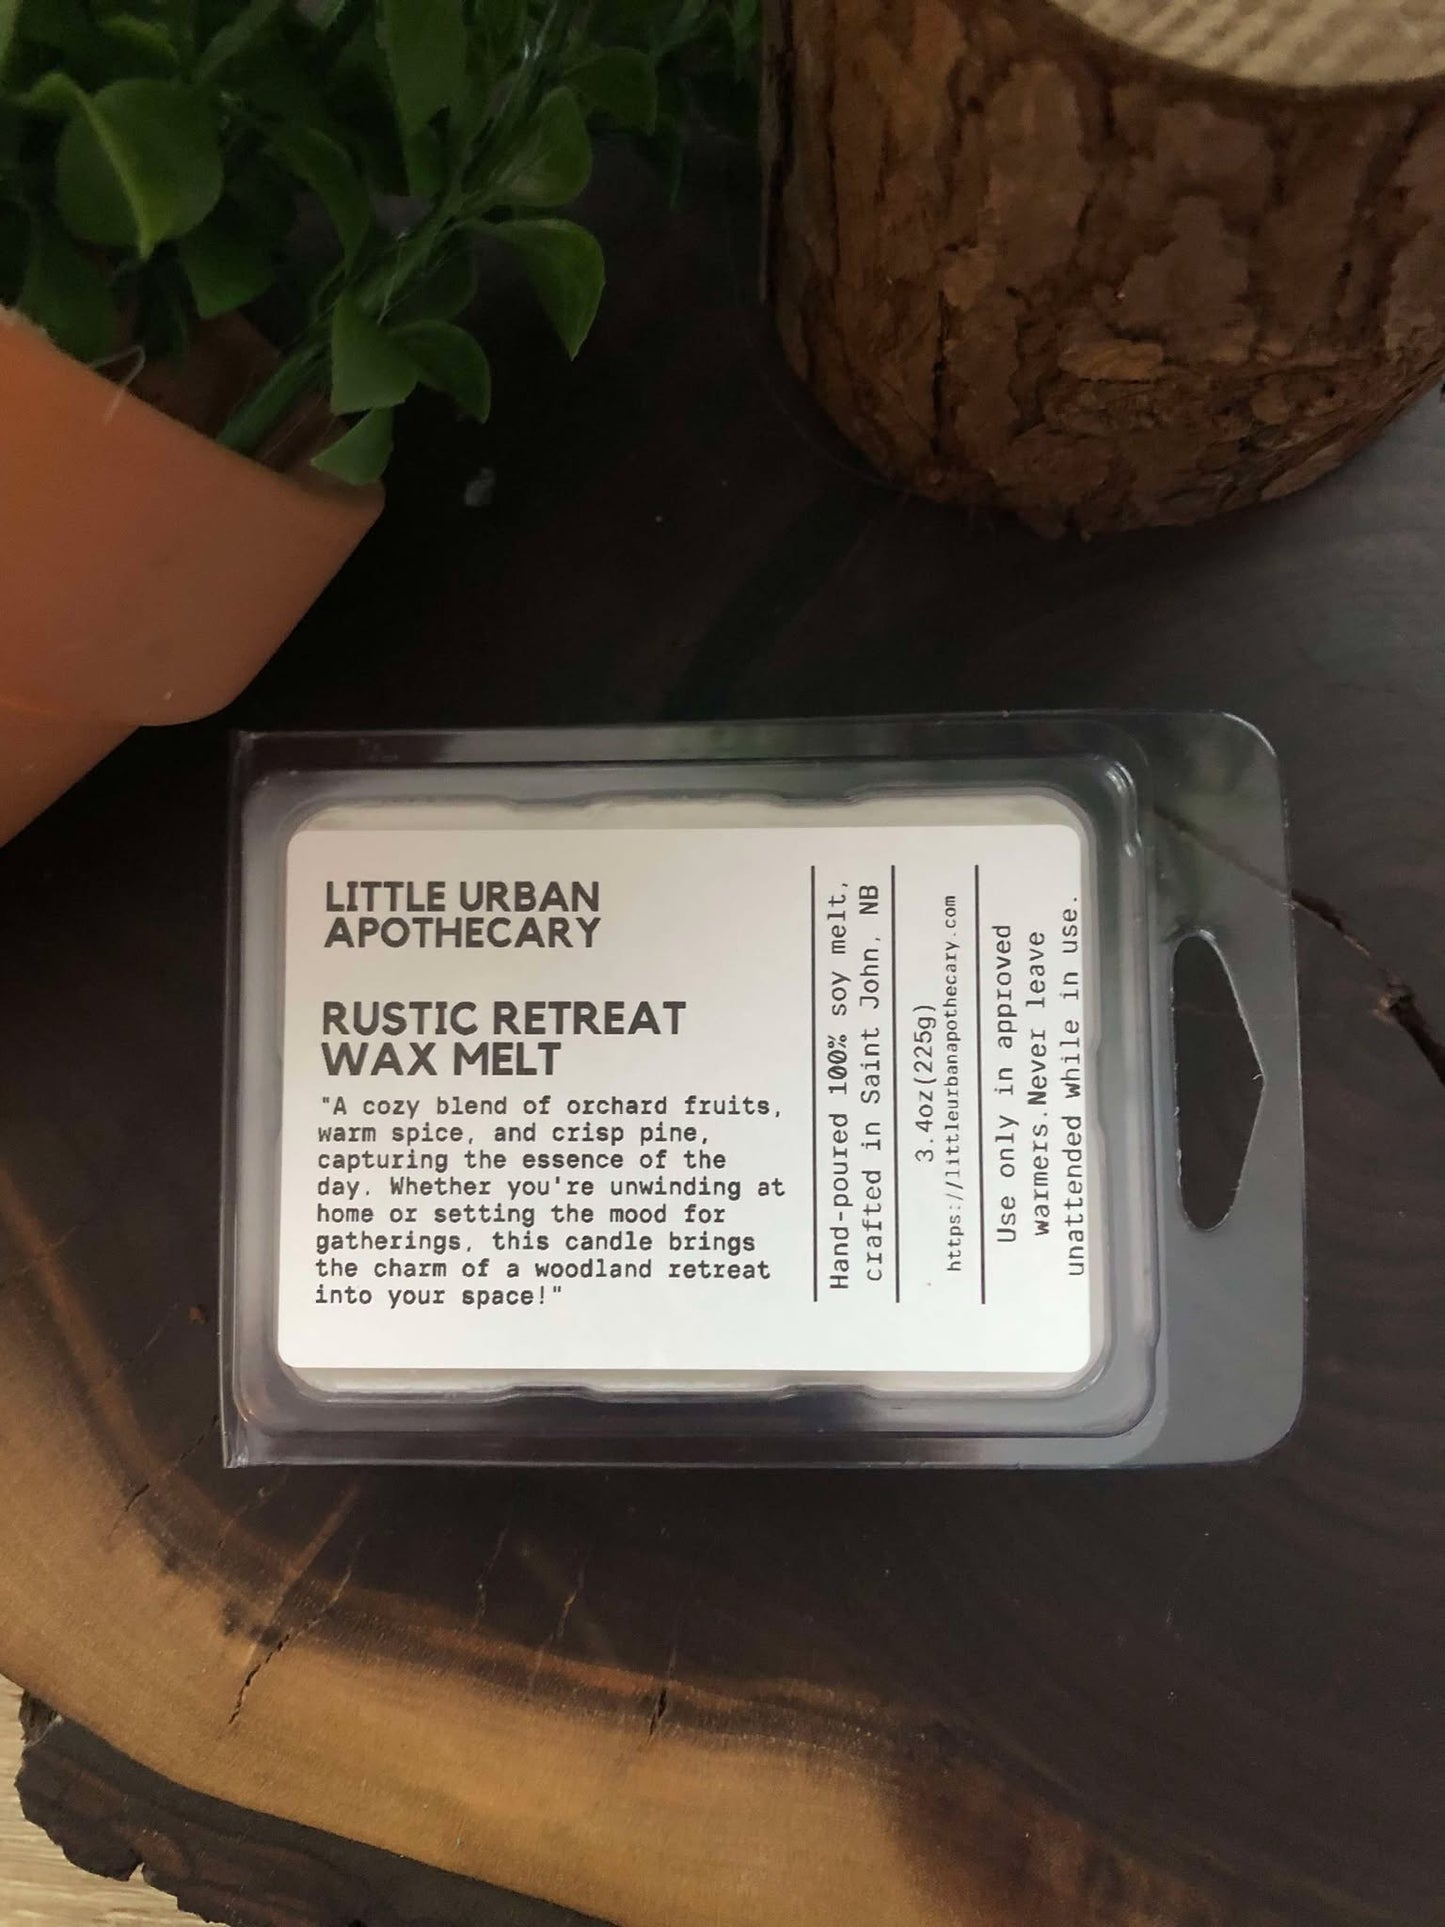 LITTLE URBAN
APOTHECARY
RUSTIC RETREAT
WAX MELT
"A cozy blend of orchard fruits,
warm spice, and crisp pine,
capturing the essence of the
day. Whether you're unwinding at
home or setting the mood for
gatherings, this candle brings
the charm of a woodland retreat
into your space!"
Hand-poured 100% soy melt,
crafted in Saint John, NB
3.4oz(225g)
https://littleurbanapothecary.com
Use only in approved
warmers.Never leave
unattended while in use.